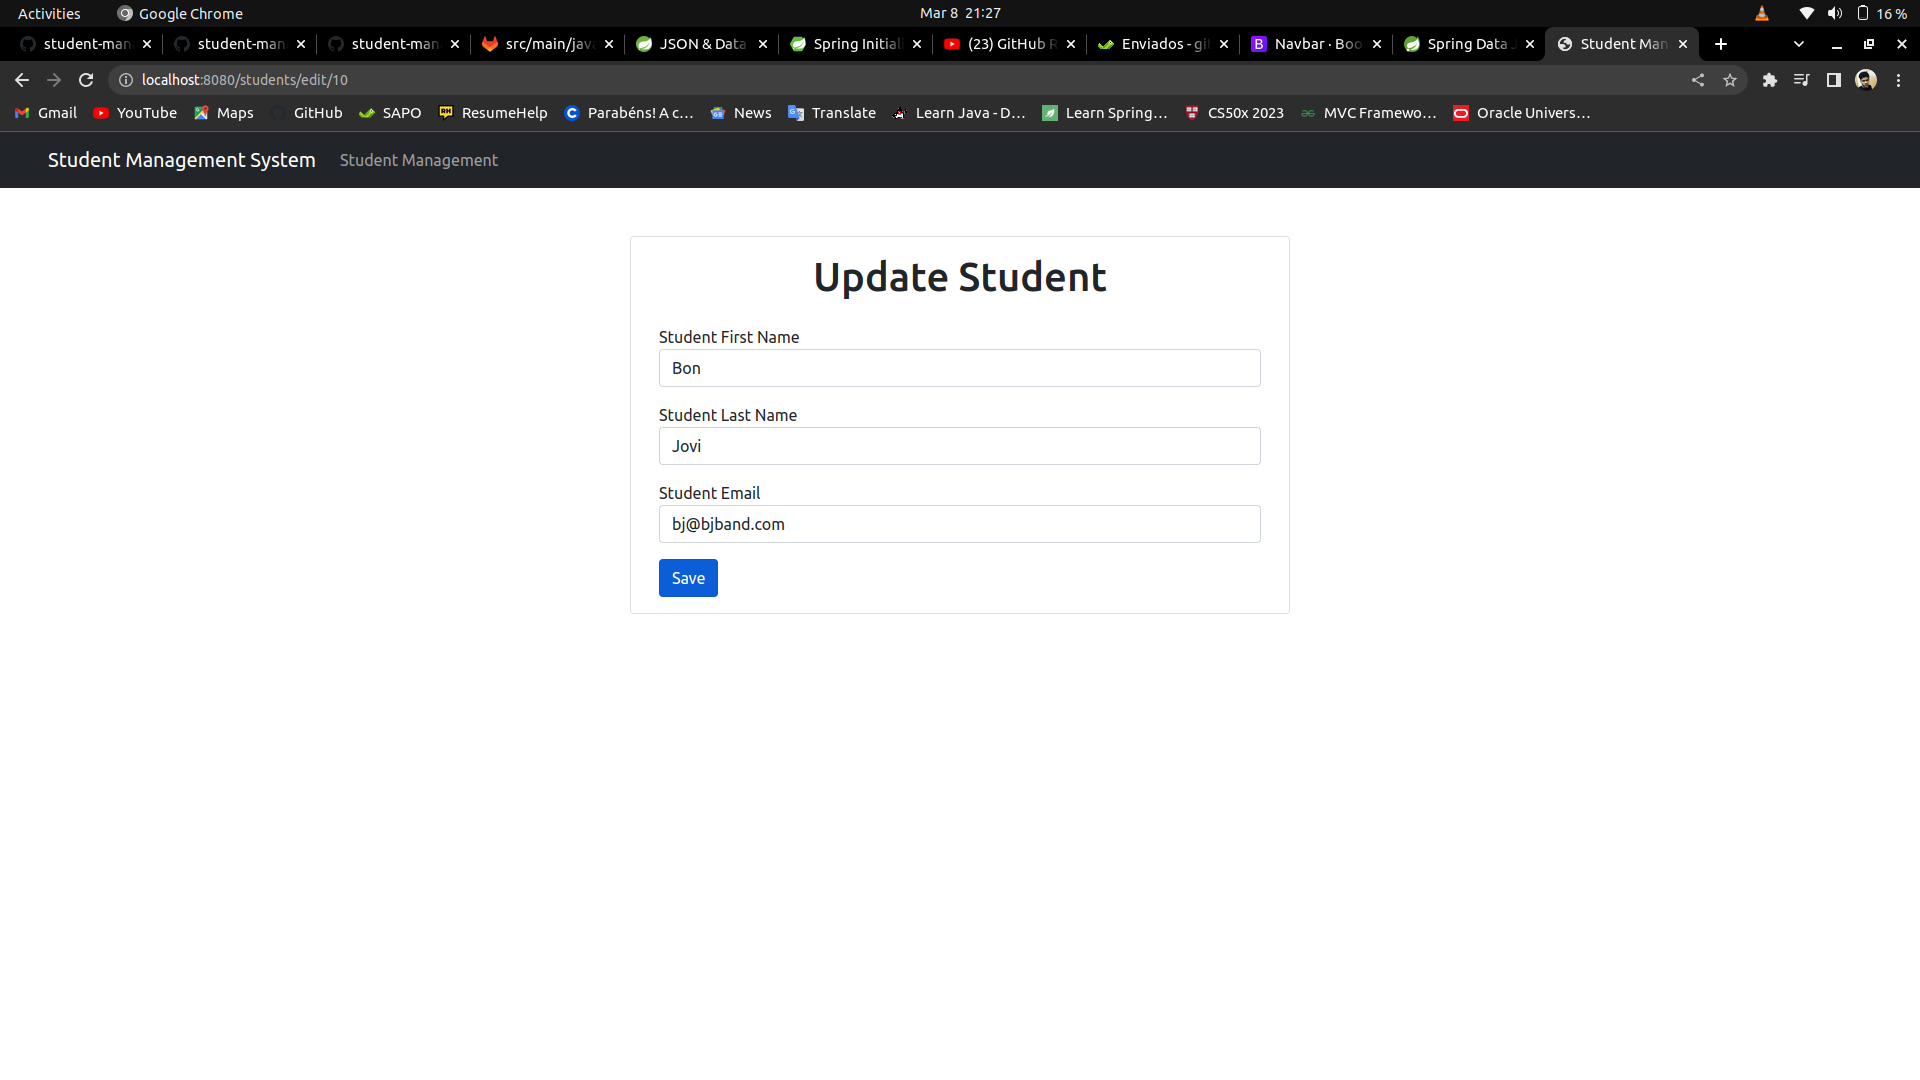 Activities Google Chrome Mar 8 21:27 16 %
student-man student-man student-man src/main/java JSON & Data Spring Initial (23) GitHub R Enviados - git Navbar · Boo Spring Data J Student Man
localhost:8080/students/edit/10
Gmail YouTube Maps GitHub SAPO ResumeHelp Parabéns! A c… News Translate Learn Java - D… Learn Spring… CS50x 2023 MVC Framewo… Oracle Univers…
Student Management System Student Management
Update Student
Student First Name
Bon
Student Last Name
Jovi
Student Email
bj@bjband.com
Save